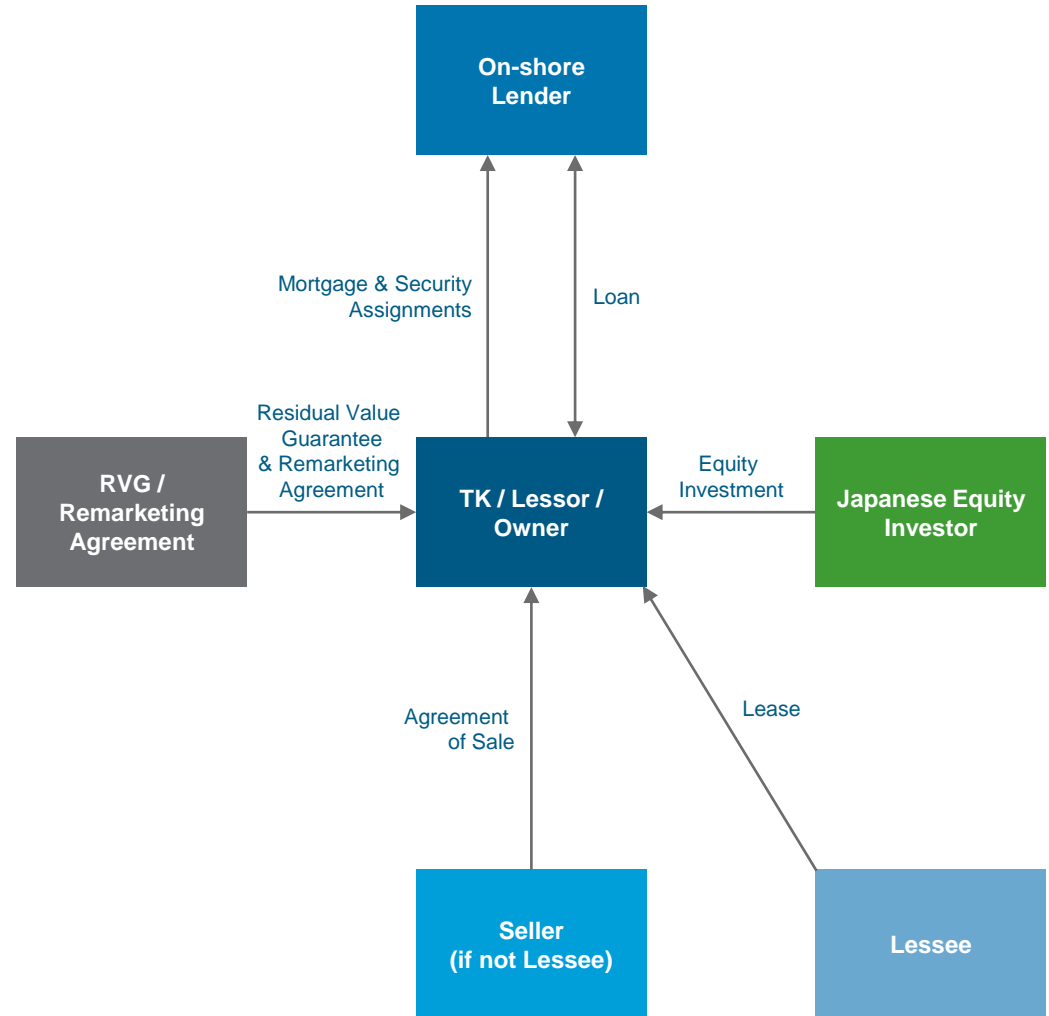 On-shore
Lender
Mortgage & Security
Assignments
Loan
Residual Value
Guarantee
& Remarketing
Agreement
Equity
Investment
RVG /
Remarketing
Agreement
TK / Lessor /
Owner
Japanese Equity
Investor
Agreement
of Sale
Lease
Seller
(if not Lessee)
Lessee